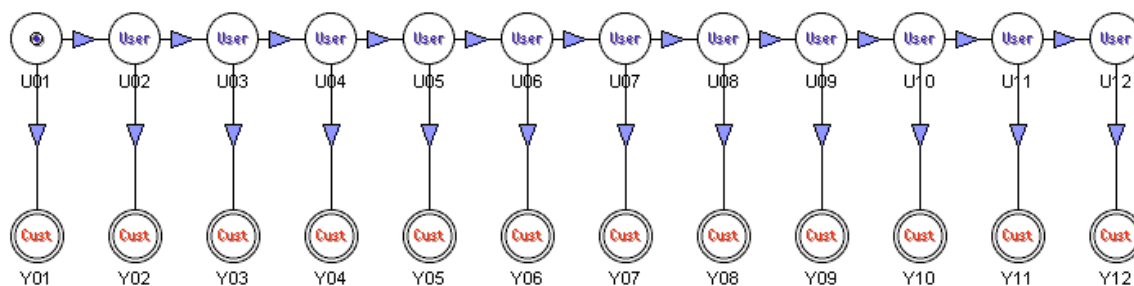 User User User User User User User User User User User
U01 U02 U03 U04 U05 U06 U07 U08 U09 U10 U11 U12
Cust Cust Cust Cust Cust Cust Cust Cust Cust Cust Cust Cust
Y01 Y02 Y03 Y04 Y05 Y06 Y07 Y08 Y09 Y10 Y11 Y12